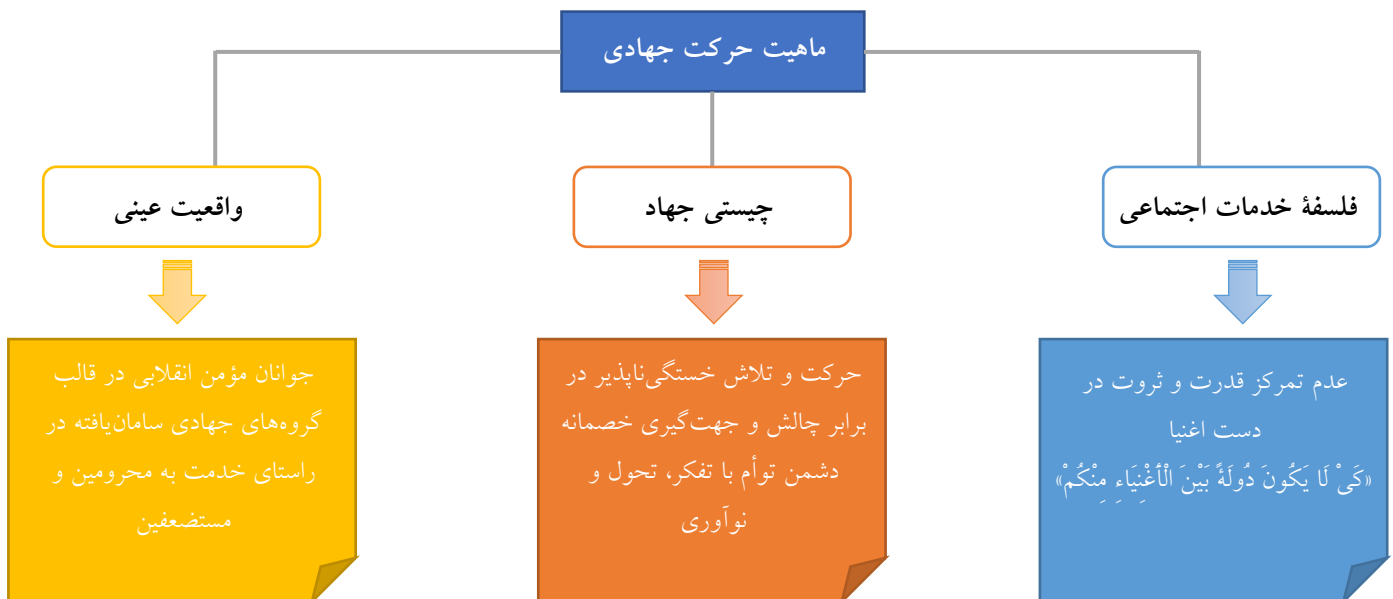 ماهیت حرکت جهادی
فلسفۀ خدمات اجتماعی
چیستی جهاد
واقعیت عینی
عدم تمرکز قدرت و ثروت در
دست اغنیا
«کَیْ لَا یَکُونَ دُولَةً بَیْنَ الْأَغْنِیَاءِ مِنْکُمْ»
حرکت و تلاش خستگی‌ناپذیر در
برابر چالش و جهت‌گیری خصمانه
دشمن توأم با تفکر، تحول و
نوآوری
جوانان مؤمن انقلابی در قالب
گروه‌های جهادی سامان‌یافته در
راستای خدمت به محرومین و
مستضعفین